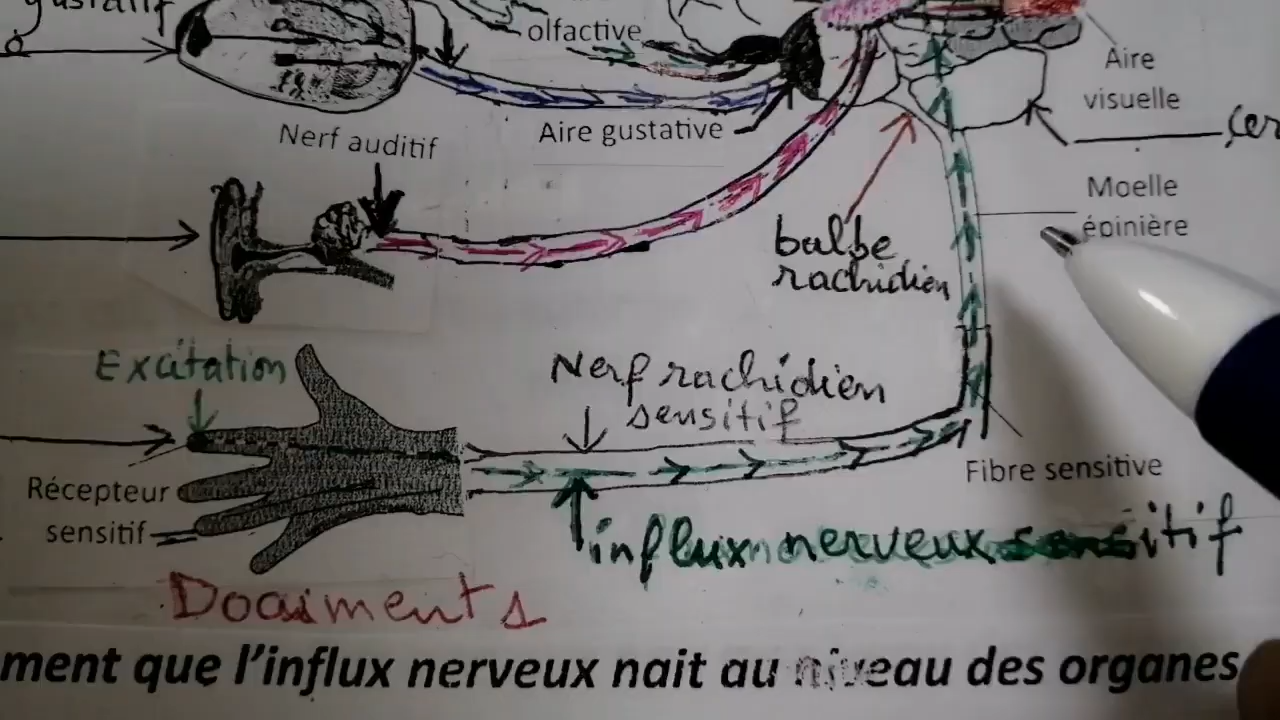 gustatif
olfactive
Aire
visuelle
Nerf auditif
Aire gustative
Moelle
épinière
balbe
rachidien
Excitation
Nerf rachidien
sensitif
Récepteur
sensitif
Fibre sensitive
influx nerveux sensitif
Documents
ment que l'influx nerveux nait au niveau des organes